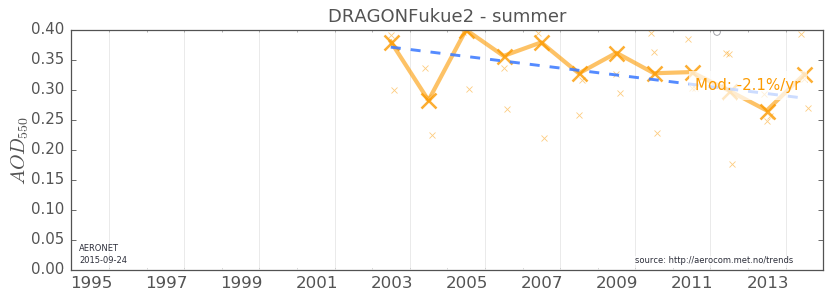 DRAGONFukue2 - summer
0.40
0.35
0.30
0.25
0.20
0.15
0.10
0.05
0.00
AOD550
Mod: -2.1%/yr
AERONET
2015-09-24
source: http://aerocom.met.no/trends
1995 1997 1999 2001 2003 2005 2007 2009 2011 2013